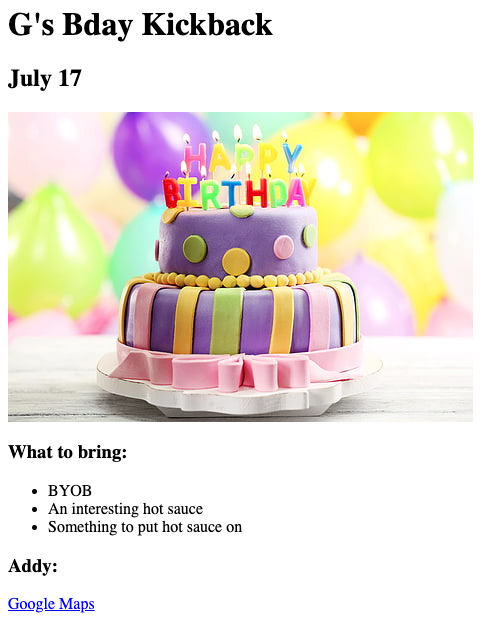 G's Bday Kickback
July 17
HAPPY
BIRTHDAY
What to bring:
BYOB
An interesting hot sauce
Something to put hot sauce on
Addy:
Google Maps